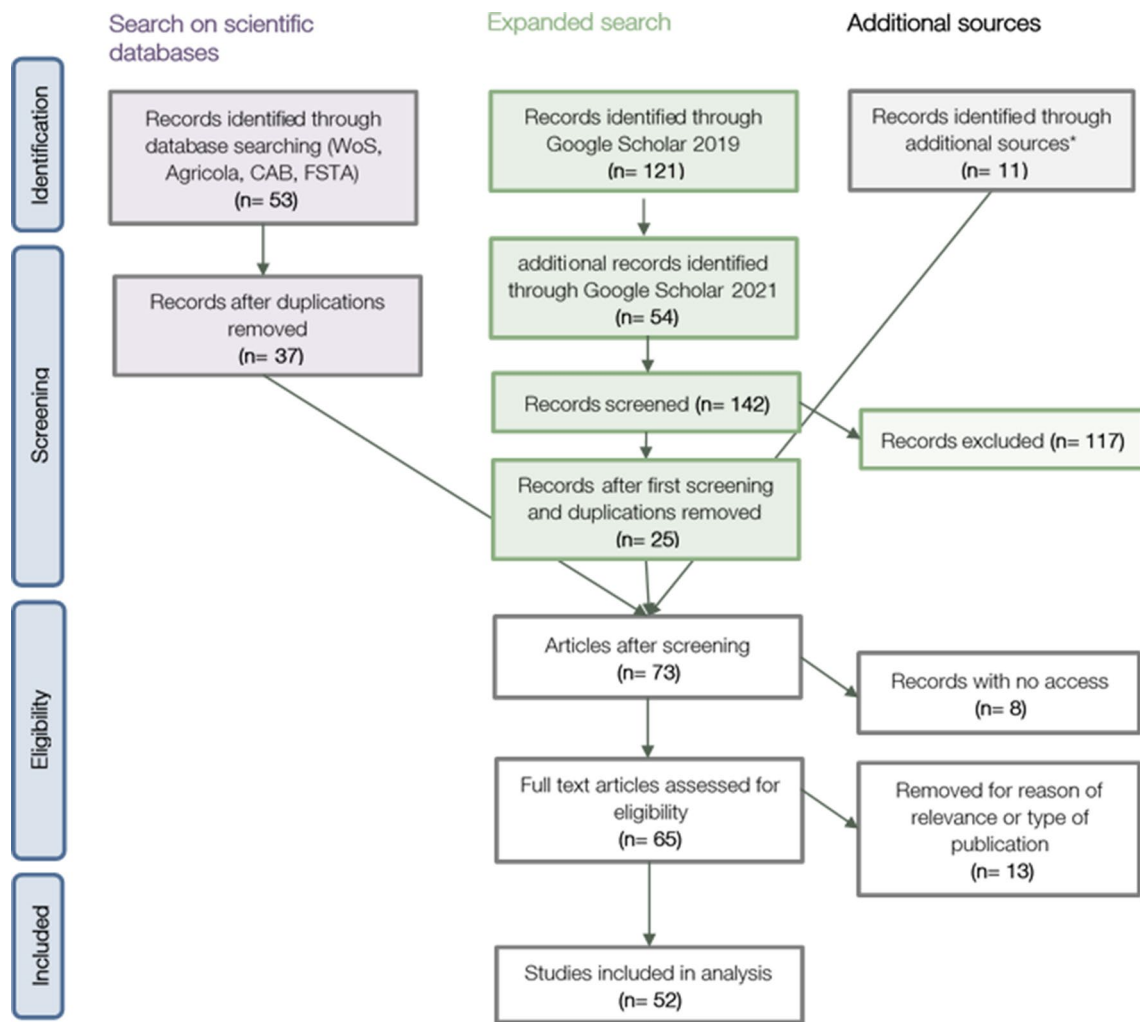 Search on scientific
databases
Expanded search
Additional sources
Identification
Records identified through
database searching (WoS,
Agricola, CAB, FSTA)
(n= 53)
Records identified through
Google Scholar 2019
(n= 121)
Records identified through
additional sources*
(n= 11)
Screening
Records after duplications
removed
(n= 37)
additional records identified
through Google Scholar 2021
(n= 54)
Records screened (n= 142)
Records excluded (n= 117)
Records after first screening
and duplications removed
(n= 25)
Eligibility
Articles after screening
(n= 73)
Records with no access
(n= 8)
Full text articles assessed for
eligibility
(n= 65)
Removed for reason of
relevance or type of
publication
(n= 13)
Included
Studies included in analysis
(n= 52)